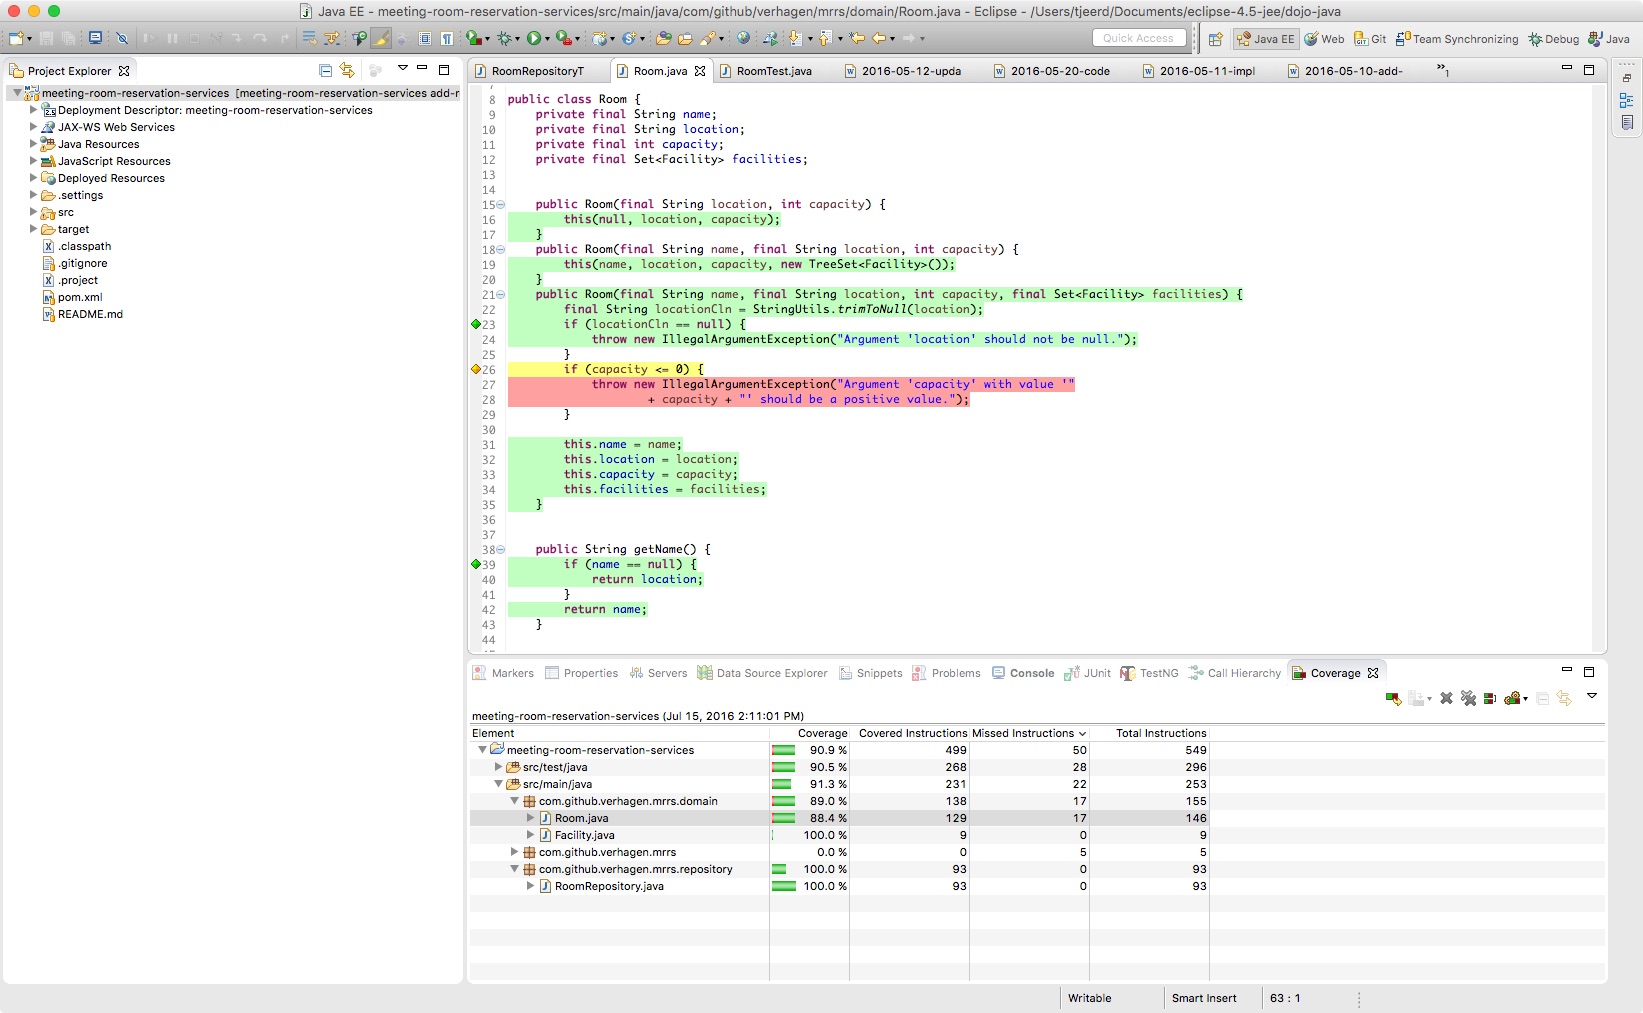 Java EE - meeting-room-reservation-services/src/main/java/com/github/verhagen/mrrs/domain/Room.java - Eclipse - /Users/tjeerd/Documents/eclipse-4.5-jee/dojo-java
Quick Access
Java EE
Web
Git
Team Synchronizing
Debug
Java
Project Explorer
meeting-room-reservation-services [meeting-room-reservation-services add-r
Deployment Descriptor: meeting-room-reservation-services
JAX-WS Web Services
Java Resources
JavaScript Resources
Deployed Resources
.settings
src
target
.classpath
.gitignore
.project
pom.xml
README.md
RoomRepositoryT
Room.java
RoomTest.java
2016-05-12-upda
2016-05-20-code
2016-05-11-impl
2016-05-10-add-
»1
8 public class Room {
9 private final String name;
10 private final String location;
11 private final int capacity;
12 private final Set<Facility> facilities;
13
14
15 public Room(final String location, int capacity) {
16 this(null, location, capacity);
17 }
18 public Room(final String name, final String location, int capacity) {
19 this(name, location, capacity, new TreeSet<Facility>());
20 }
21 public Room(final String name, final String location, int capacity, final Set<Facility> facilities) {
22 final String locationCln = StringUtils.trimToNull(location);
23 if (locationCln == null) {
24 throw new IllegalArgumentException("Argument 'location' should not be null.");
25 }
26 if (capacity <= 0) {
27 throw new IllegalArgumentException("Argument 'capacity' with value '"
28 + capacity + "' should be a positive value.");
29 }
30
31 this.name = name;
32 this.location = location;
33 this.capacity = capacity;
34 this.facilities = facilities;
35 }
36
37
38 public String getName() {
39 if (name == null) {
40 return location;
41 }
42 return name;
43 }
44
Markers
Properties
Servers
Data Source Explorer
Snippets
Problems
Console
JUnit
TestNG
Call Hierarchy
Coverage
meeting-room-reservation-services (Jul 15, 2016 2:11:01 PM)
Element Coverage Covered Instructions Missed Instructions Total Instructions
meeting-room-reservation-services 90.9 % 499 50 549
src/test/java 90.5 % 268 28 296
src/main/java 91.3 % 231 22 253
com.github.verhagen.mrrs.domain 89.0 % 138 17 155
Room.java 88.4 % 129 17 146
Facility.java 100.0 % 9 0 9
com.github.verhagen.mrrs 0.0 % 0 5 5
com.github.verhagen.mrrs.repository 100.0 % 93 0 93
RoomRepository.java 100.0 % 93 0 93
Writable
Smart Insert
63 : 1